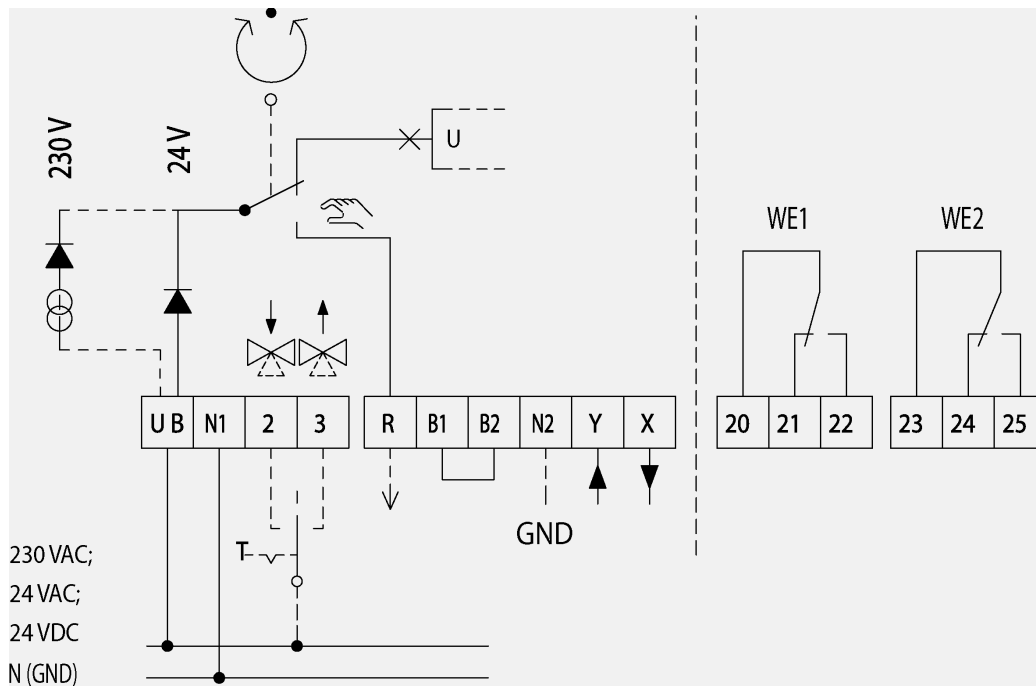 230 V
24 V
U
WE1
WE2
U B
N1
2
3
R
B1
B2
N2
Y
X
20
21
22
23
24
25
GND
T
230 VAC;
24 VAC;
24 VDC
N (GND)